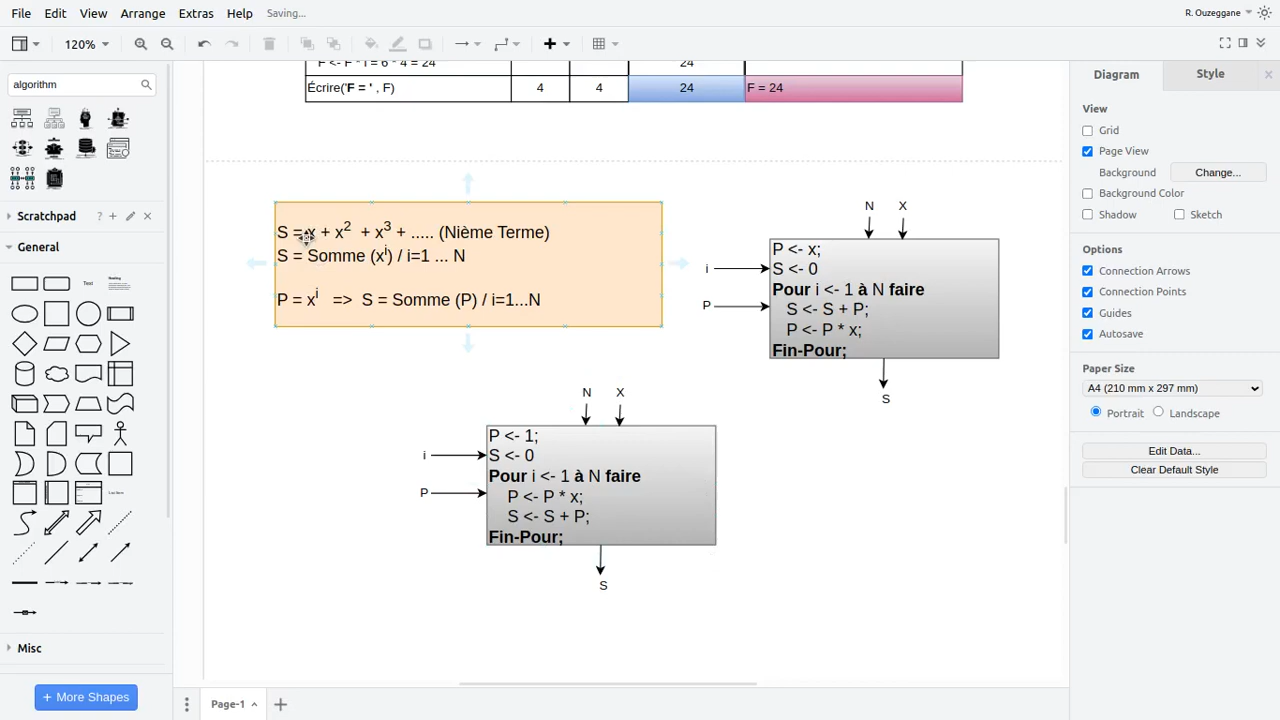 File Edit View Arrange Extras Help Saving... R. Ouzeggane
120%
algorithm
Scratchpad ?
General
Text
Misc
+ More Shapes
F <- F * I = 6 * 4 = 24 24
Écrire('F = ' , F) 4 4 24 F = 24
S = x + x² + x³ + ..... (Nième Terme)
S = Somme (xⁱ) / i=1 ... N
P = xⁱ => S = Somme (P) / i=1...N
N X
i
P
P <- x;
S <- 0
Pour i <- 1 à N faire
S <- S + P;
P <- P * x;
Fin-Pour;
S
N X
i
P
P <- 1;
S <- 0
Pour i <- 1 à N faire
P <- P * x;
S <- S + P;
Fin-Pour;
S
Page-1
Diagram Style
View
Grid
Page View
Background Change...
Background Color
Shadow Sketch
Options
Connection Arrows
Connection Points
Guides
Autosave
Paper Size
A4 (210 mm x 297 mm)
Portrait Landscape
Edit Data...
Clear Default Style